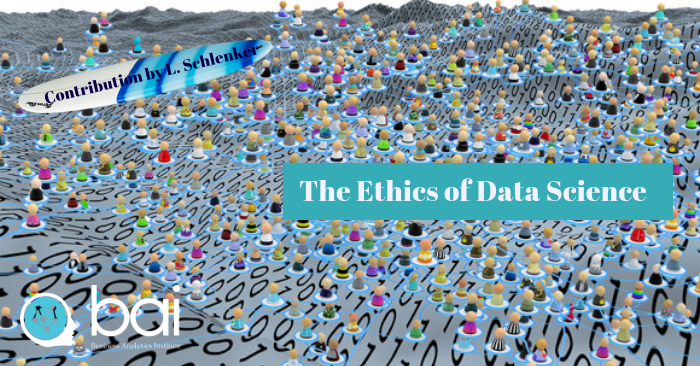 Contribution by L. Schlenker
The Ethics of Data Science
bai
Business Analytics Institute